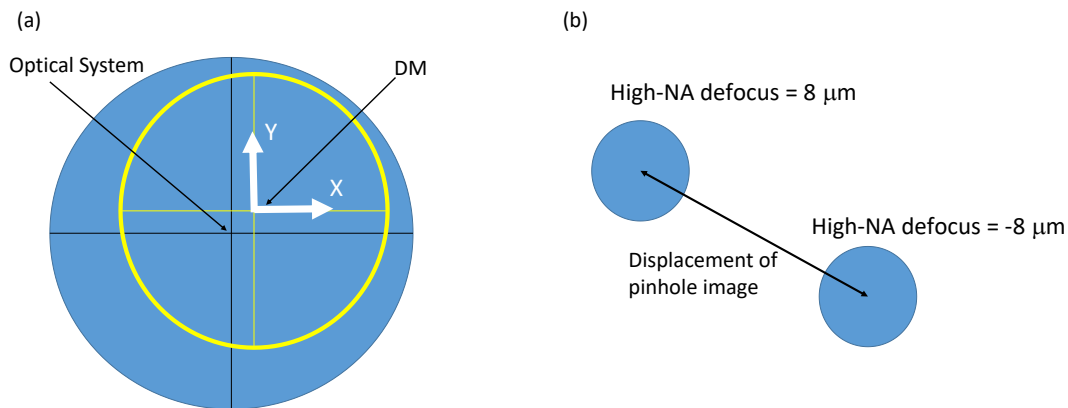 (a)
Optical System
DM
Y
X
(b)
High-NA defocus = 8 μm
High-NA defocus = -8 μm
Displacement of
pinhole image